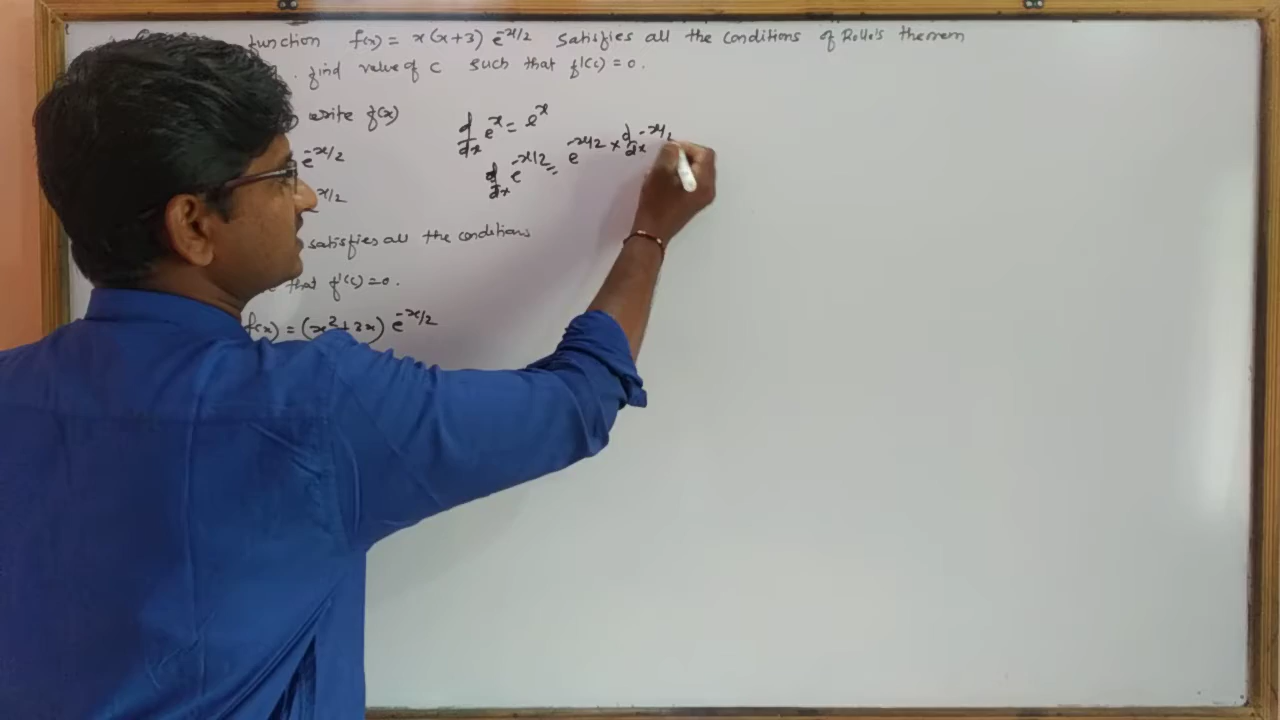 function f(x) = x(x+3) e^-x/2 satisfies all the conditions of Rolle's theorem
. find value of C such that f'(c) = 0.
write f(x)
d/dx e^x = e^x
e^-x/2
d/dx e^-x/2 = e^-x/2 × d/dx -x/2
x/2
satisfies all the conditions
that f'(c) = 0.
f(x) = (x^2+3x) e^-x/2